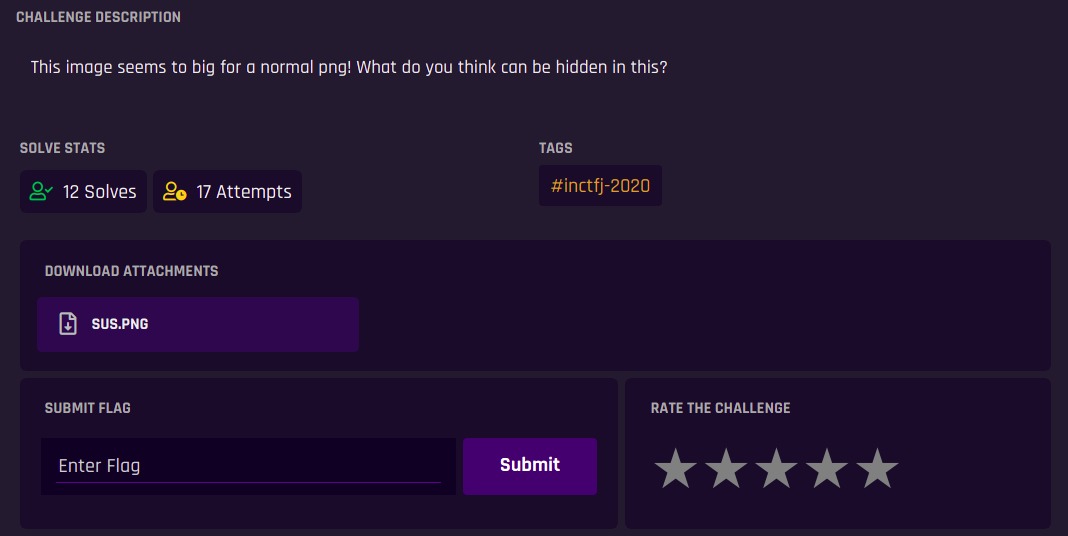 CHALLENGE DESCRIPTION
This image seems to big for a normal png! What do you think can be hidden in this?
SOLVE STATS
TAGS
12 Solves
17 Attempts
#inctfj-2020
DOWNLOAD ATTACHMENTS
SUS.PNG
SUBMIT FLAG
RATE THE CHALLENGE
Enter Flag
Submit